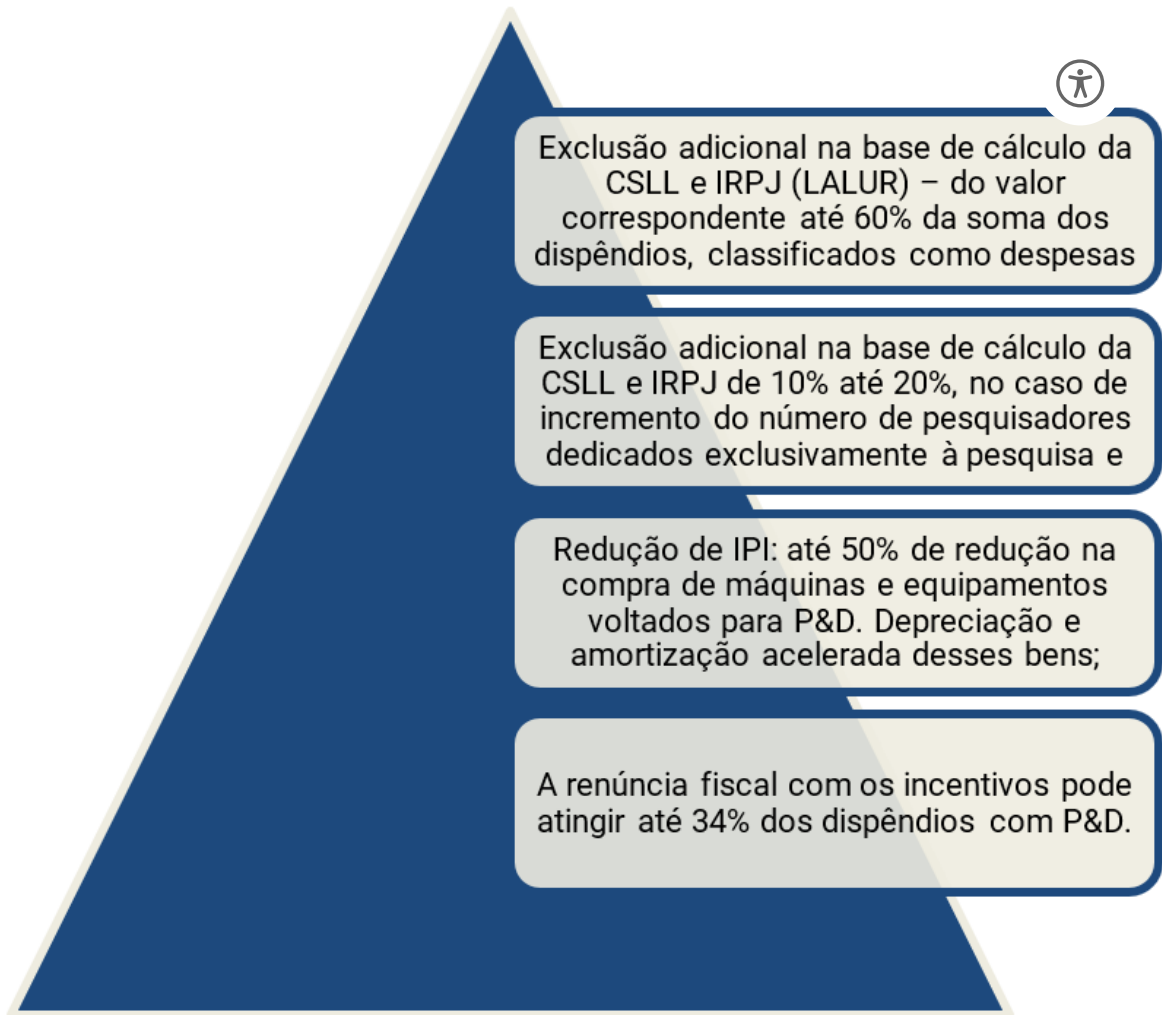 Exclusão adicional na base de cálculo da
CSLL e IRPJ (LALUR) – do valor
correspondente até 60% da soma dos
dispêndios, classificados como despesas
Exclusão adicional na base de cálculo da
CSLL e IRPJ de 10% até 20%, no caso de
incremento do número de pesquisadores
dedicados exclusivamente à pesquisa e
Redução de IPI: até 50% de redução na
compra de máquinas e equipamentos
voltados para P&D. Depreciação e
amortização acelerada desses bens;
A renúncia fiscal com os incentivos pode
atingir até 34% dos dispêndios com P&D.